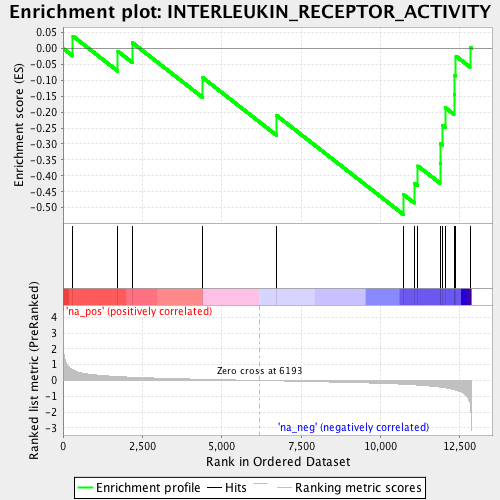 Enrichment plot: INTERLEUKIN_RECEPTOR_ACTIVITY
Enrichment score (ES)
0.05
0.00
-0.05
-0.10
-0.15
-0.20
-0.25
-0.30
-0.35
-0.40
-0.45
-0.50
'na_pos' (positively correlated)
Ranked list metric (PreRanked)
4
3
2
1
0
-1
-2
-3
Zero cross at 6193
'na_neg' (negatively correlated)
0 2,500 5,000 7,500 10,000 12,500
Rank in Ordered Dataset
Enrichment profile Hits Ranking metric scores